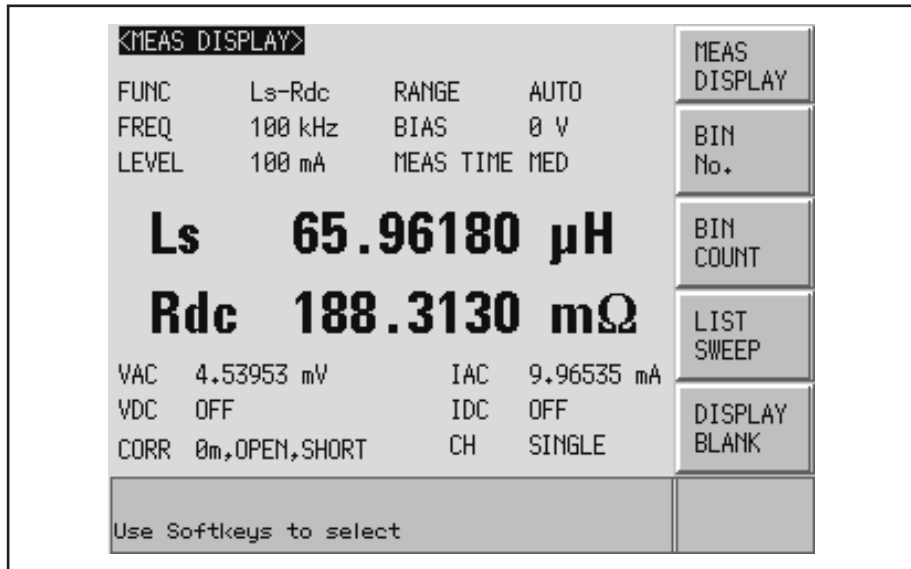 <MEAS DISPLAY>
FUNC Ls-Rdc RANGE AUTO
FREQ 100 kHz BIAS 0 V
LEVEL 100 mA MEAS TIME MED
Ls 65.96180 µH
Rdc 188.3130 mΩ
VAC 4.53953 mV IAC 9.96535 mA
VDC OFF IDC OFF
CORR 0m,OPEN,SHORT CH SINGLE
Use Softkeys to select
MEAS
DISPLAY
BIN
No.
BIN
COUNT
LIST
SWEEP
DISPLAY
BLANK